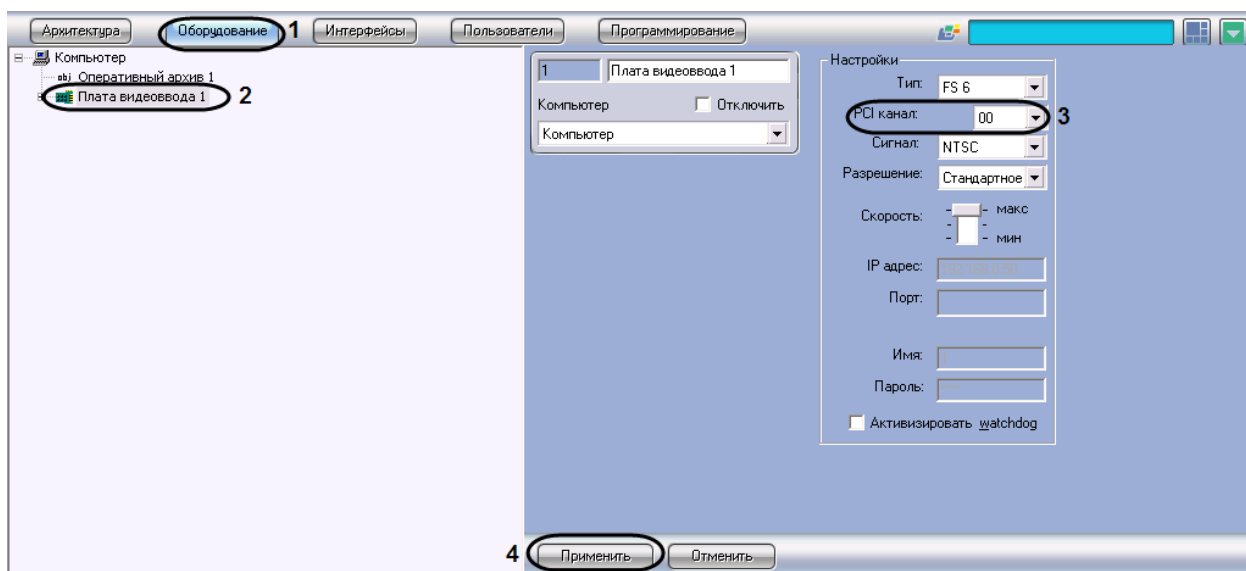 Архитектура Оборудование 1 Интерфейсы Пользователи Программирование
Компьютер
obj Оперативный архив 1
Плата видеоввода 1 2
1 Плата видеоввода 1
Компьютер Отключить
Компьютер
Настройки
Тип: FS 6
PCI канал: 00 3
Сигнал: NTSC
Разрешение: Стандартное
Скорость: макс
мин
IP адрес:
Порт:
Имя:
Пароль:
Активизировать watchdog
4 Применить Отменить